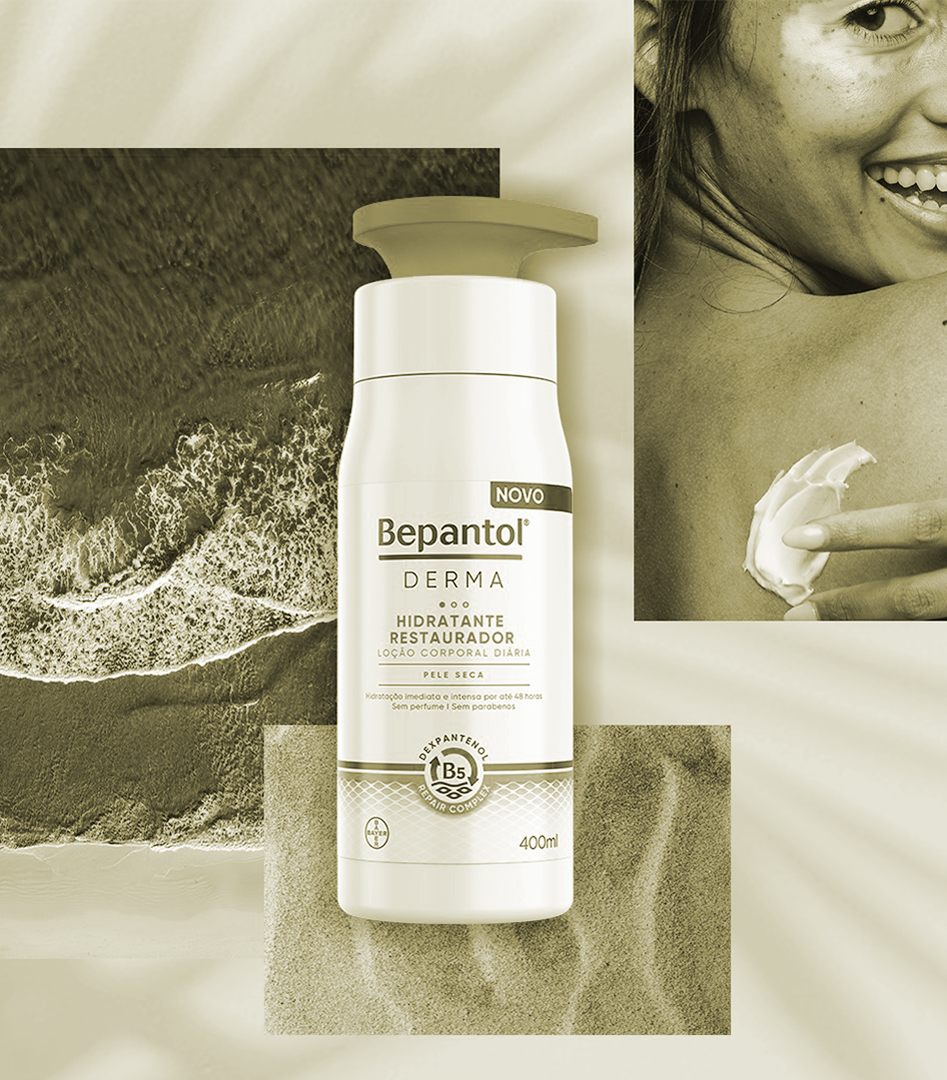 NOVO
Bepantol®
DERMA
HIDRATANTE
RESTAURADOR
LOÇÃO CORPORAL DIÁRIA
PELE SECA
Hidratação imediata e intensa por até 48 horas
Sem perfume | Sem parabenos
DEXPANTENOL
B5
REPAIR COMPLEX
BAYER
BAYER
400ml